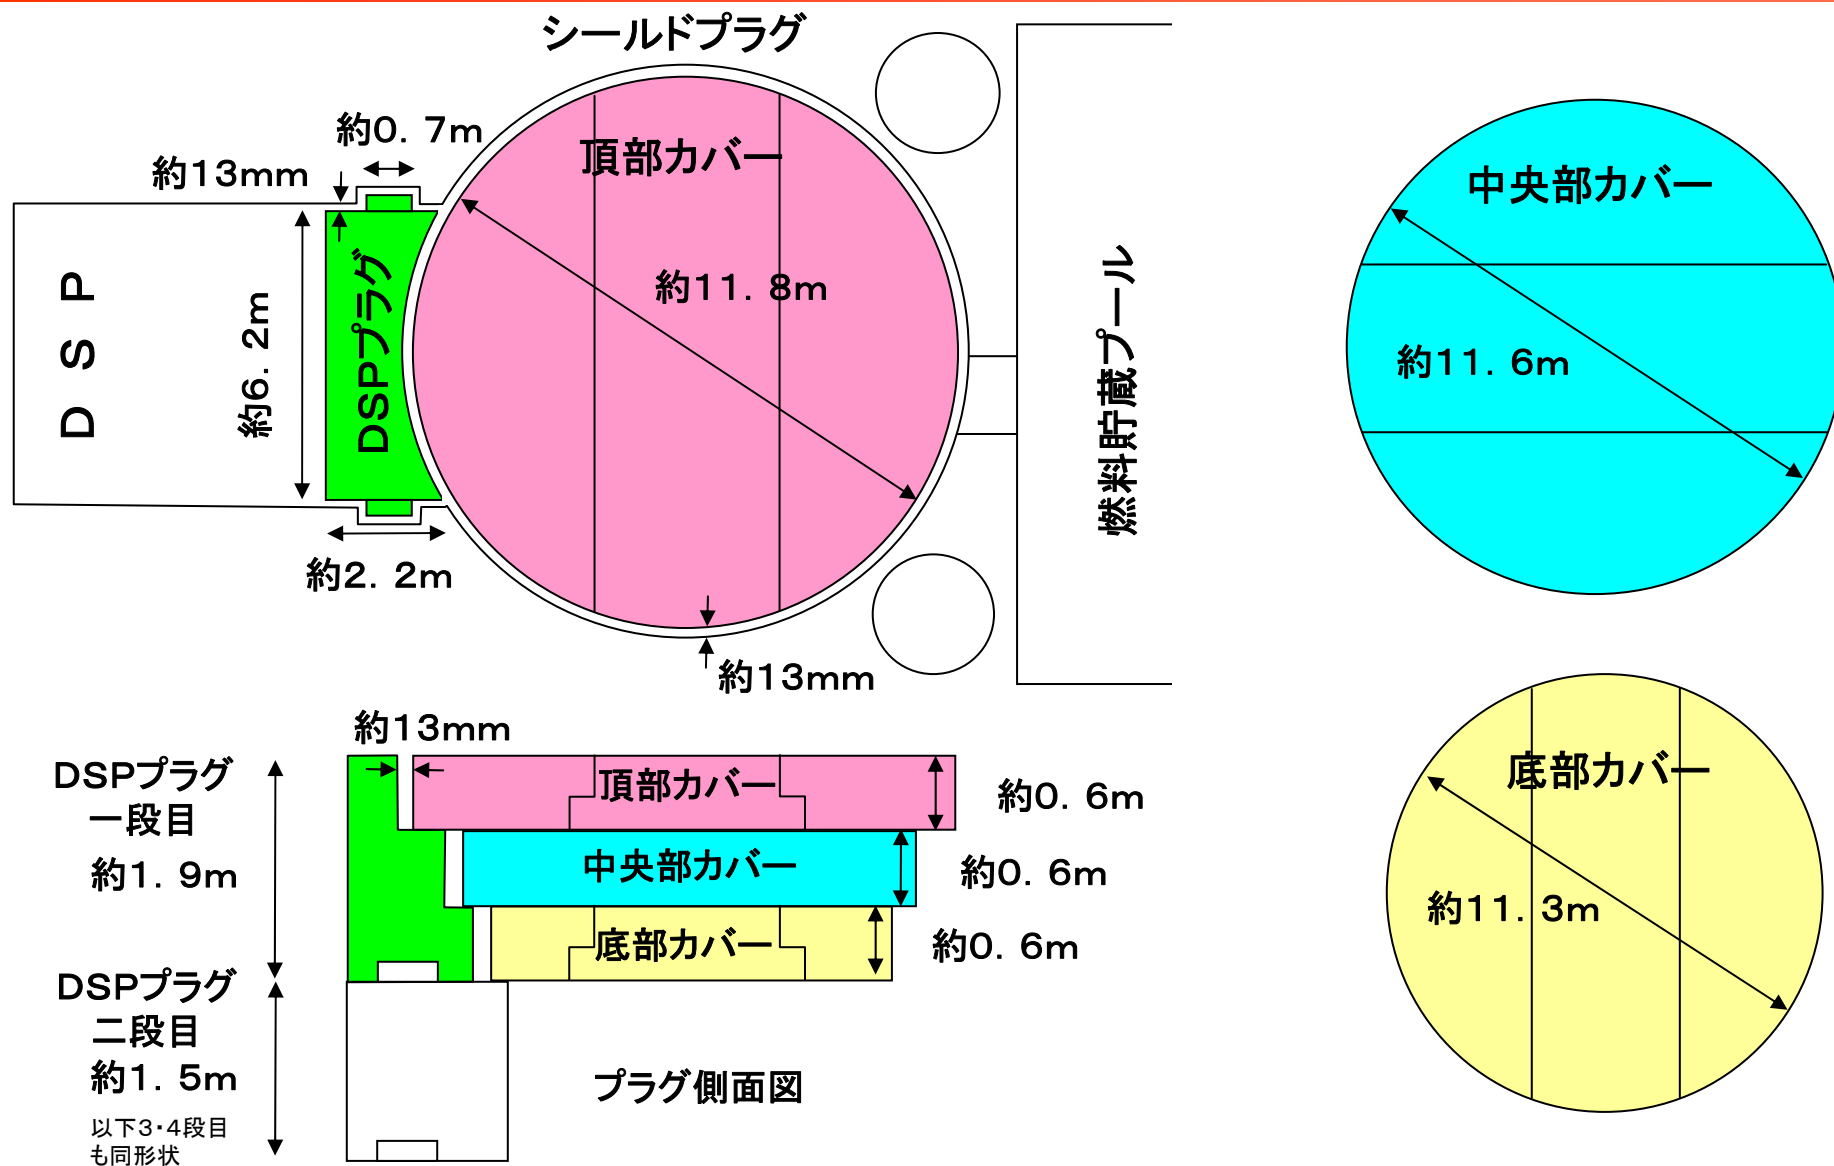 シールドプラグ
約0．7m
約13mm
頂部カバー
約11．8m
DSP
DSPプラグ
約6．2m
約2．2m
約13mm
燃料貯蔵プール
中央部カバー
約11．6m
約13mm
DSPプラグ
一段目
約1．9m
頂部カバー
約0．6m
中央部カバー
約0．6m
底部カバー
約0．6m
DSPプラグ
二段目
約1．5m
以下3・4段目
も同形状
プラグ側面図
底部カバー
約11．3m